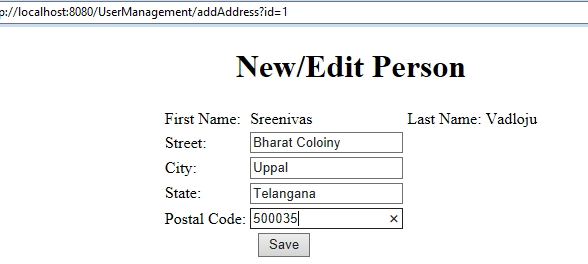 p://localhost:8080/UserManagement/addAddress?id=1
New/Edit Person
First Name: Sreenivas Last Name: Vadloju
Street: Bharat Coloiny
City: Uppal
State: Telangana
Postal Code: 500035 ×
Save